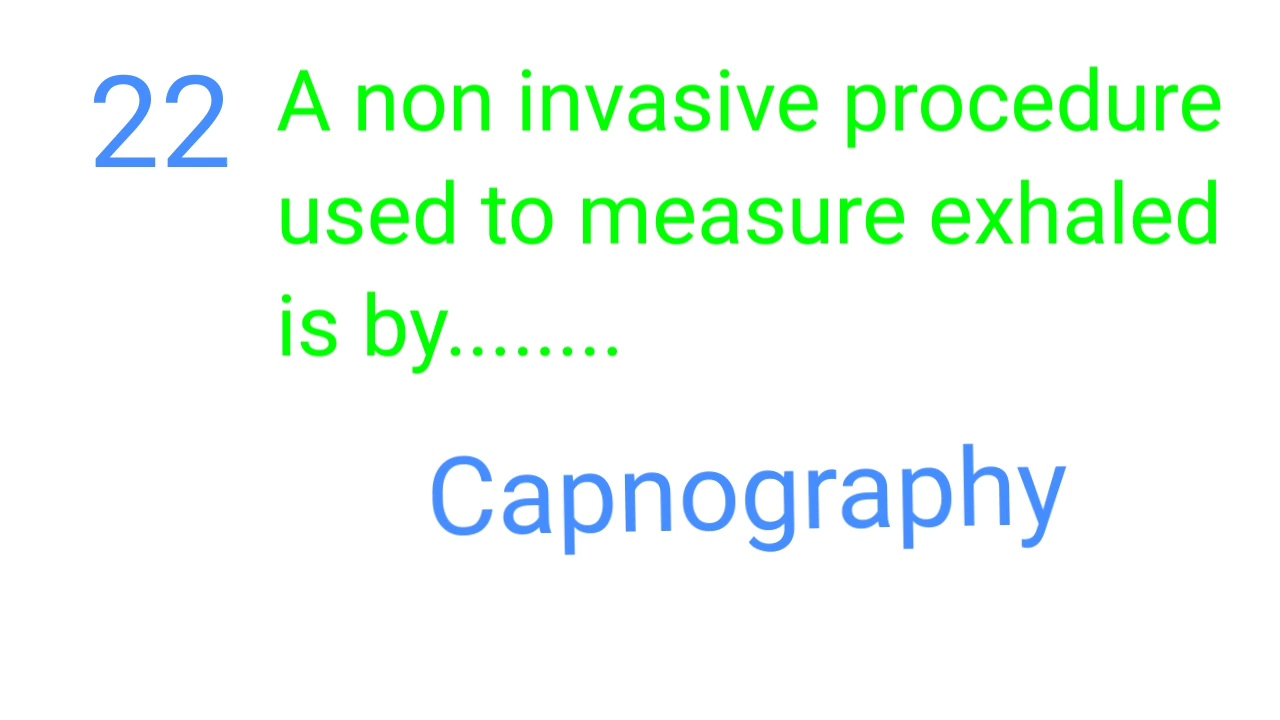 22 A non invasive procedure
used to measure exhaled
is by........
Capnography